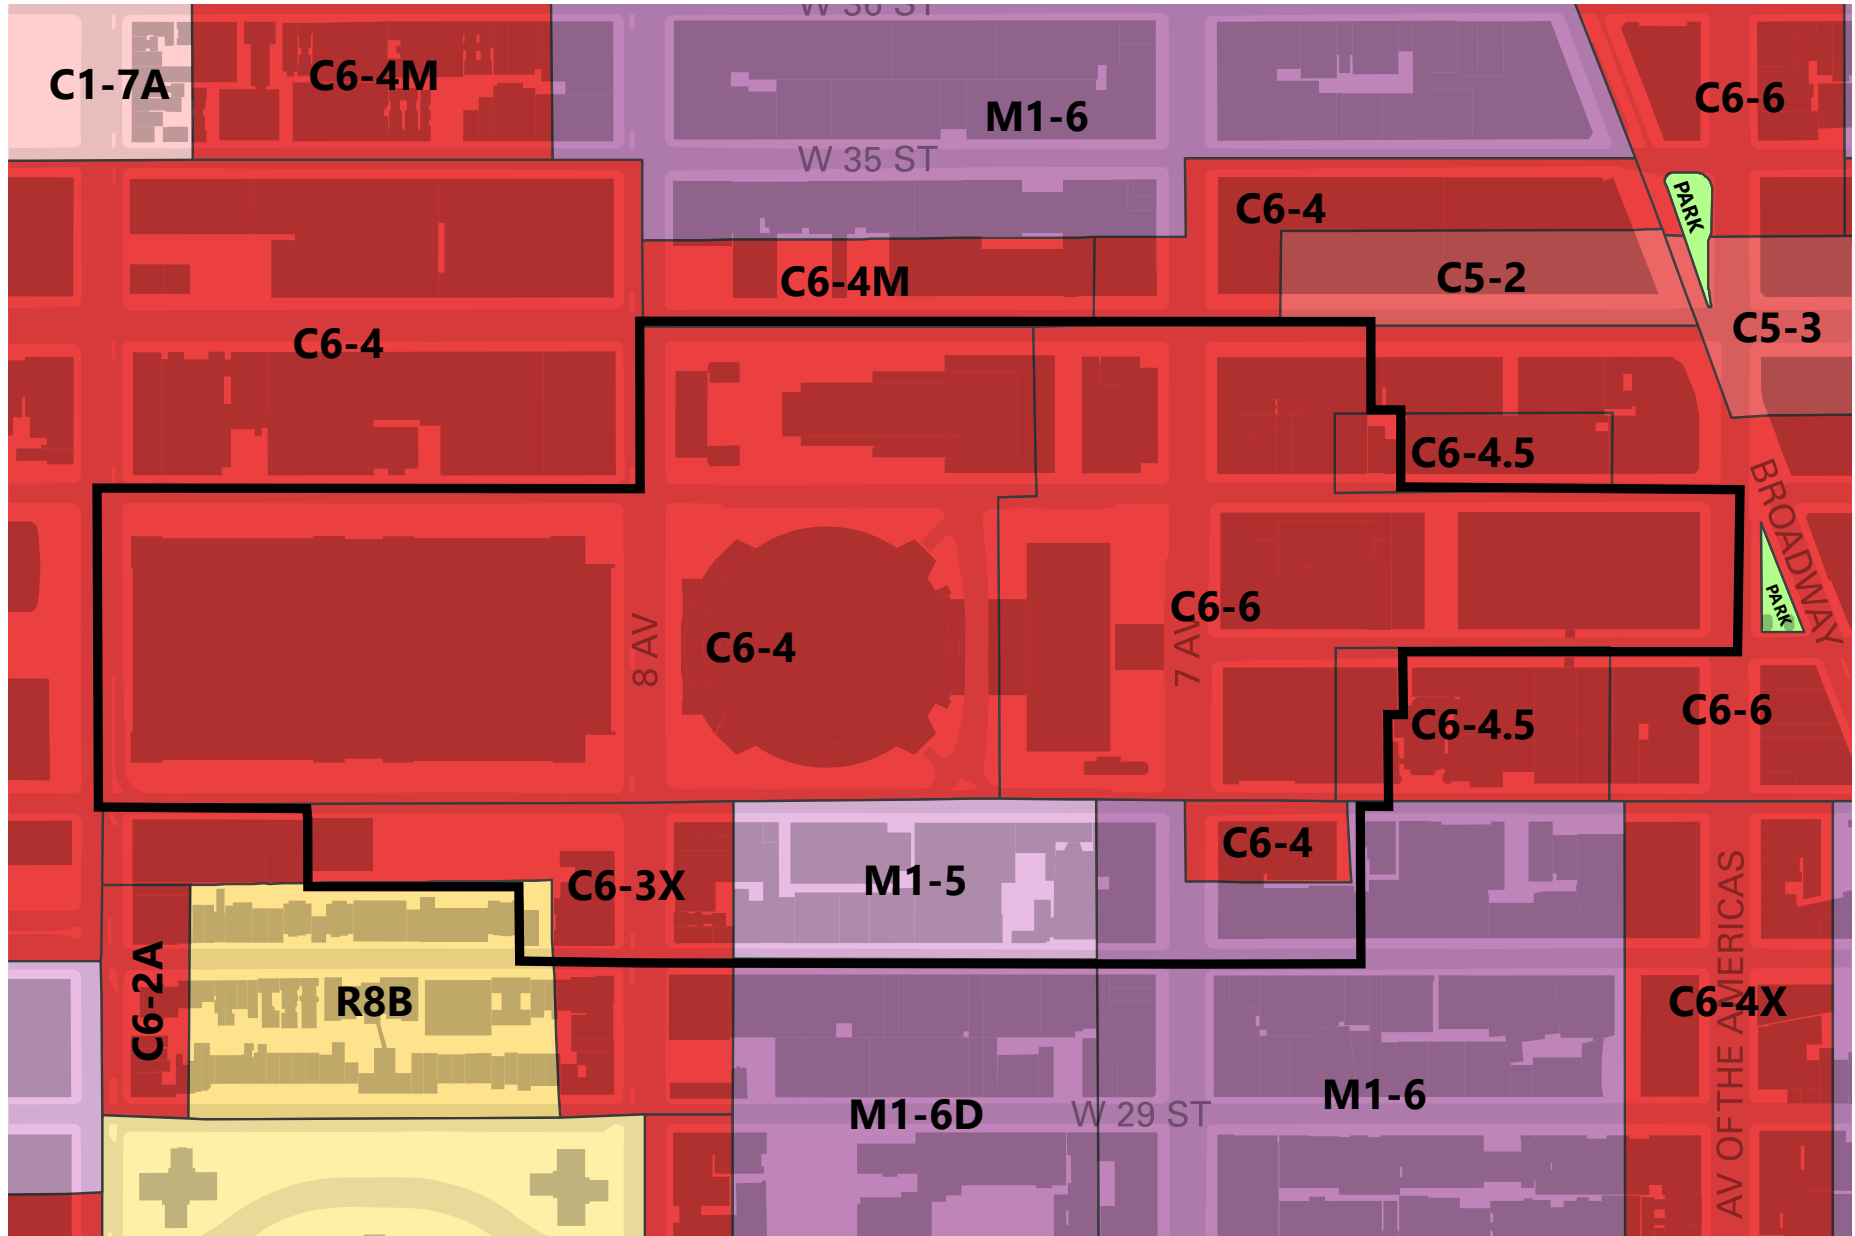 W 36 ST
C1-7A
C6-4M
M1-6
C6-6
W 35 ST
C6-4
PARK
C6-4M
C5-2
C5-3
C6-4
C6-4.5
BROADWAY
PARK
C6-6
8 AV
C6-4
7 AV
C6-4.5
C6-6
C6-4
C6-3X
M1-5
C6-2A
R8B
C6-4X
AV OF THE AMERICAS
M1-6D
W 29 ST
M1-6